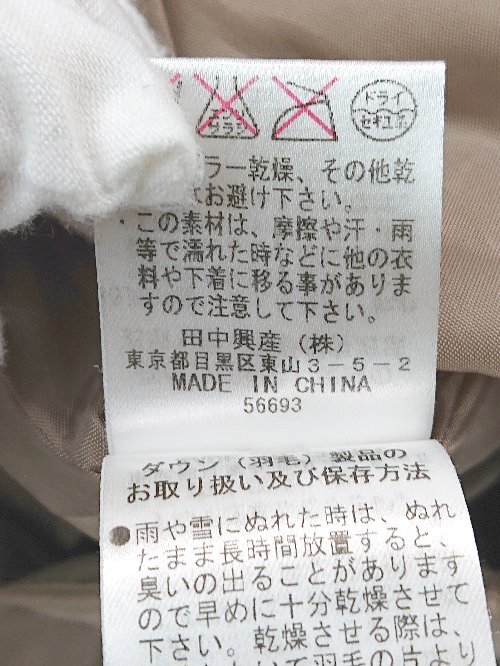 エンソ サラシ
ドライ
セキユ系
ラー乾燥、その他乾
はお避け下さい。
・この素材は、摩擦や汗・雨
等で濡れた時などに他の衣
料や下着に移る事がありま
すので注意して下さい。
田中興産(株)
東京都目黒区東山3-5-2
MADE IN CHINA
56693
ダウン(羽毛)製品の
お取り扱い及び保存方法
●雨や雪にぬれた時は、ぬれ
たまま長時間放置すると、
臭いの出ることがあります
ので早めに十分乾燥させて
下さい。乾燥させる際は、